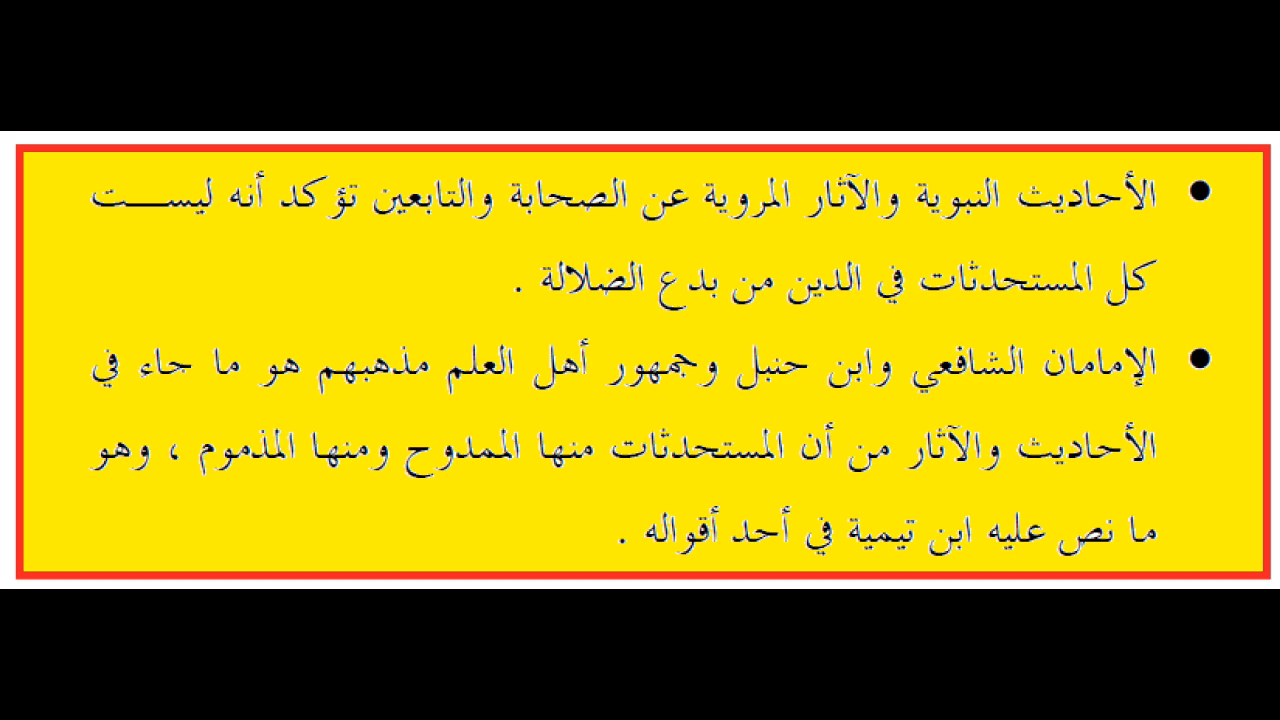 ● الأحاديث النبوية والآثار المروية عن الصحابة والتابعين تؤكد أنه ليســـت
كل المستحدثات في الدين من بدع الضلالة .
● الإمامان الشافعي وابن حنبل وجمهور أهل العلم مذهبهم هو ما جاء في
الأحاديث والآثار من أن المستحدثات منها الممدوح ومنها المذموم ، وهو
ما نص عليه ابن تيمية في أحد أقواله .